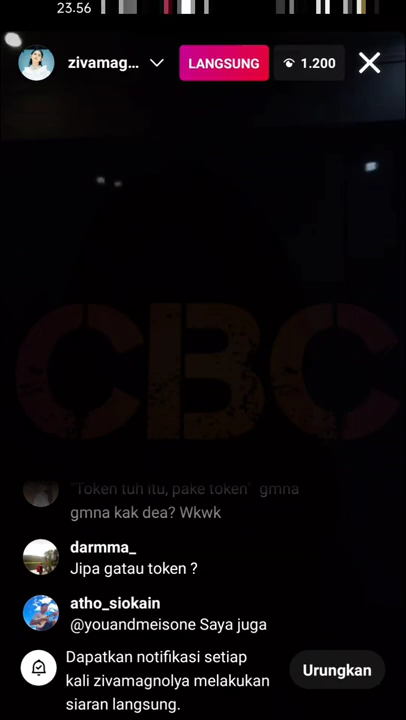 23.56
zivamag...
LANGSUNG
1.200
CBC
"Token tuh itu, pake token" gmna
gmna kak dea? Wkwk
darmma_
Jipa gatau token ?
atho_siokain
@youandmeisone Saya juga
Dapatkan notifikasi setiap
kali zivamagnolya melakukan
siaran langsung.
Urungkan